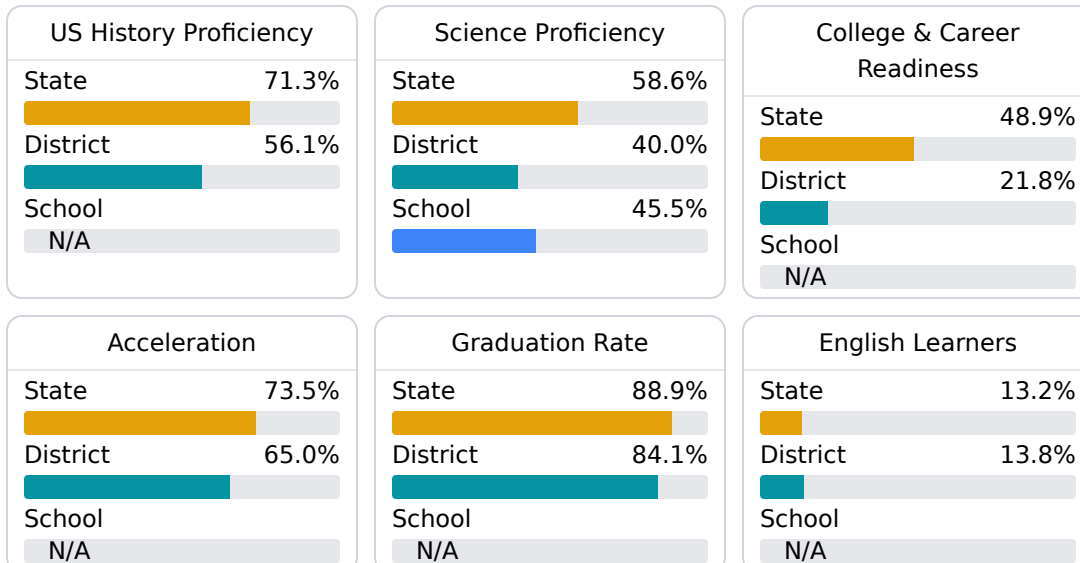 US History Proficiency
State 71.3%
District 56.1%
School
N/A
Science Proficiency
State 58.6%
District 40.0%
School 45.5%
College & Career
Readiness
State 48.9%
District 21.8%
School
N/A
Acceleration
State 73.5%
District 65.0%
School
N/A
Graduation Rate
State 88.9%
District 84.1%
School
N/A
English Learners
State 13.2%
District 13.8%
School
N/A